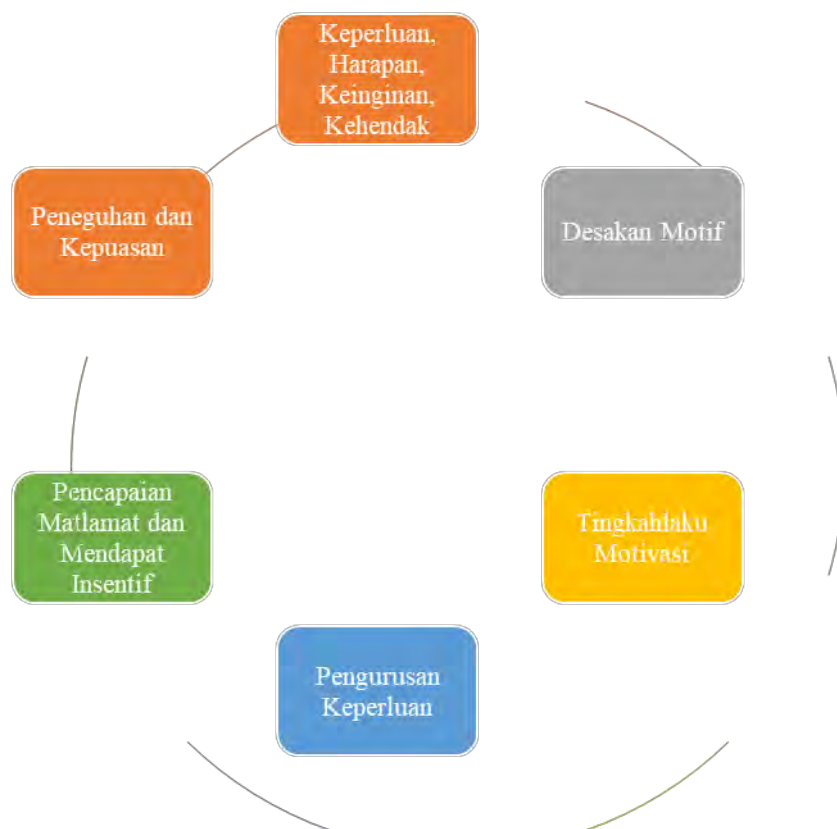 Keperluan,
Harapan,
Keinginan,
Kehendak
Desakan Motif
Tingkahlaku
Motivasi
Pengurusan
Keperluan
Pencapaian
Matlamat dan
Mendapat
Insentif
Peneguhan dan
Kepuasan